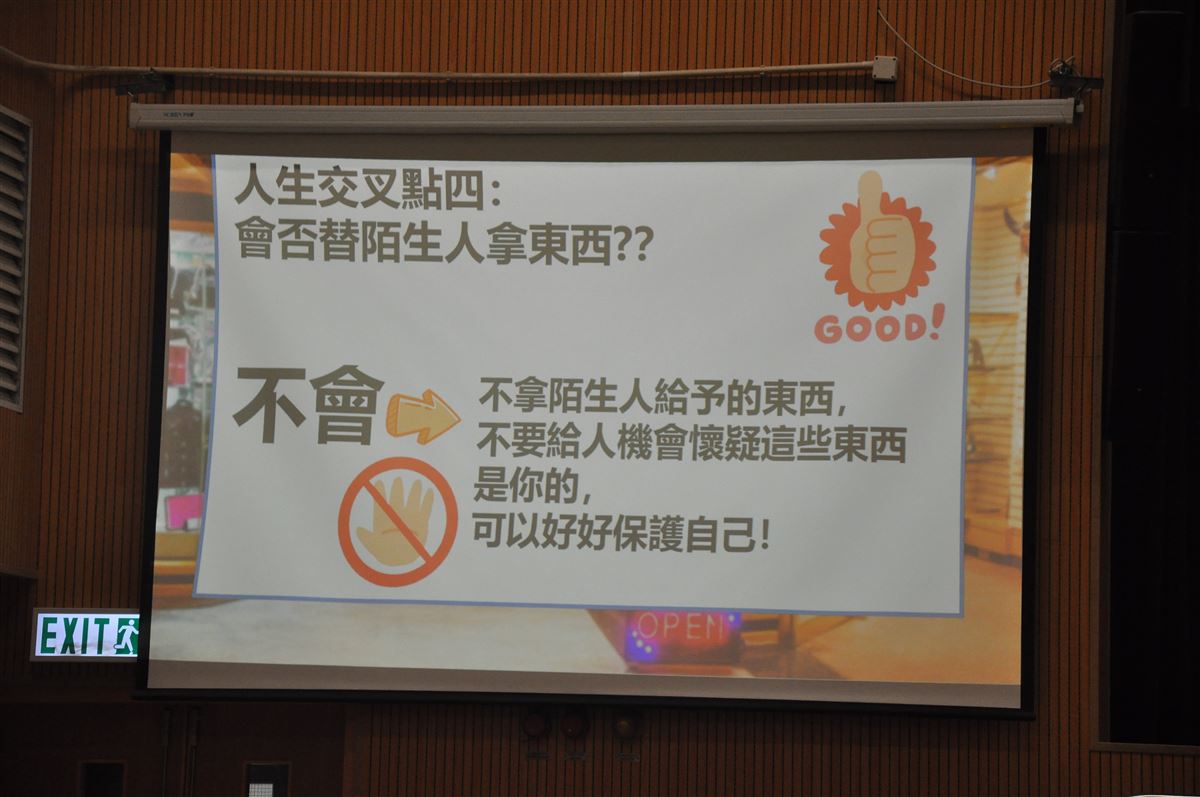 人生交叉點四：
會否替陌生人拿東西??
GOOD!
不會
不拿陌生人給予的東西，
不要給人機會懷疑這些東西
是你的，
可以好好保護自己！
OPEN
EXIT